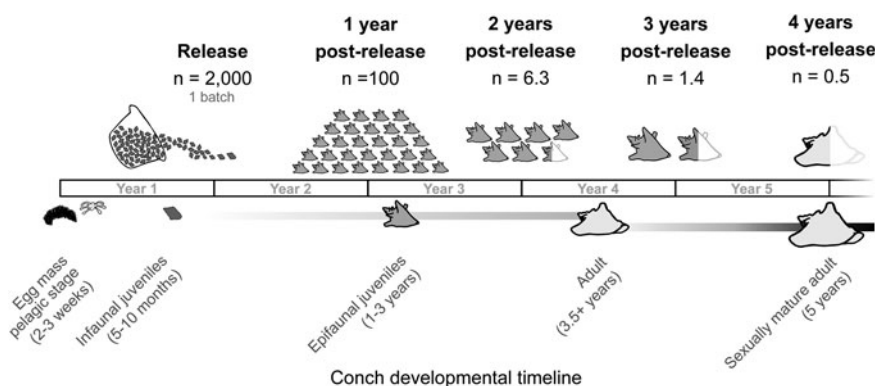 Release
n = 2,000
1 batch
1 year
post-release
n =100
2 years
post-release
n = 6.3
3 years
post-release
n = 1.4
4 years
post-release
n = 0.5
Year 1
Year 2
Year 3
Year 4
Year 5
Egg mass
pelagic stage
(2-3 weeks)
Infaunal juveniles
(5-10 months)
Epifaunal juveniles
(1-3 years)
Adult
(3.5+ years)
Sexually mature adult
(5 years)
Conch developmental timeline